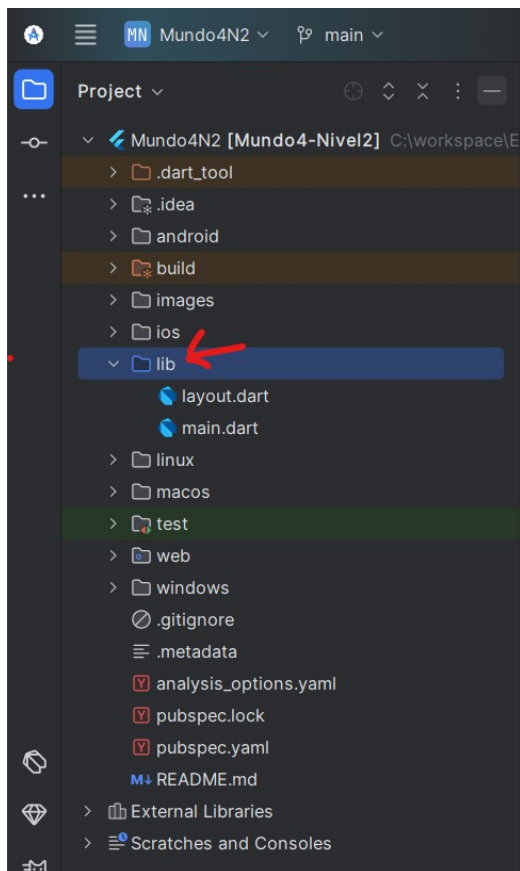 MN Mundo4N2 main
Project
Mundo4N2 [Mundo4-Nivel2] C:\workspace\E
.dart_tool
.idea
android
build
images
ios
lib
layout.dart
main.dart
linux
macos
test
web
windows
.gitignore
.metadata
Y analysis_options.yaml
Y pubspec.lock
Y pubspec.yaml
M↓ README.md
External Libraries
Scratches and Consoles